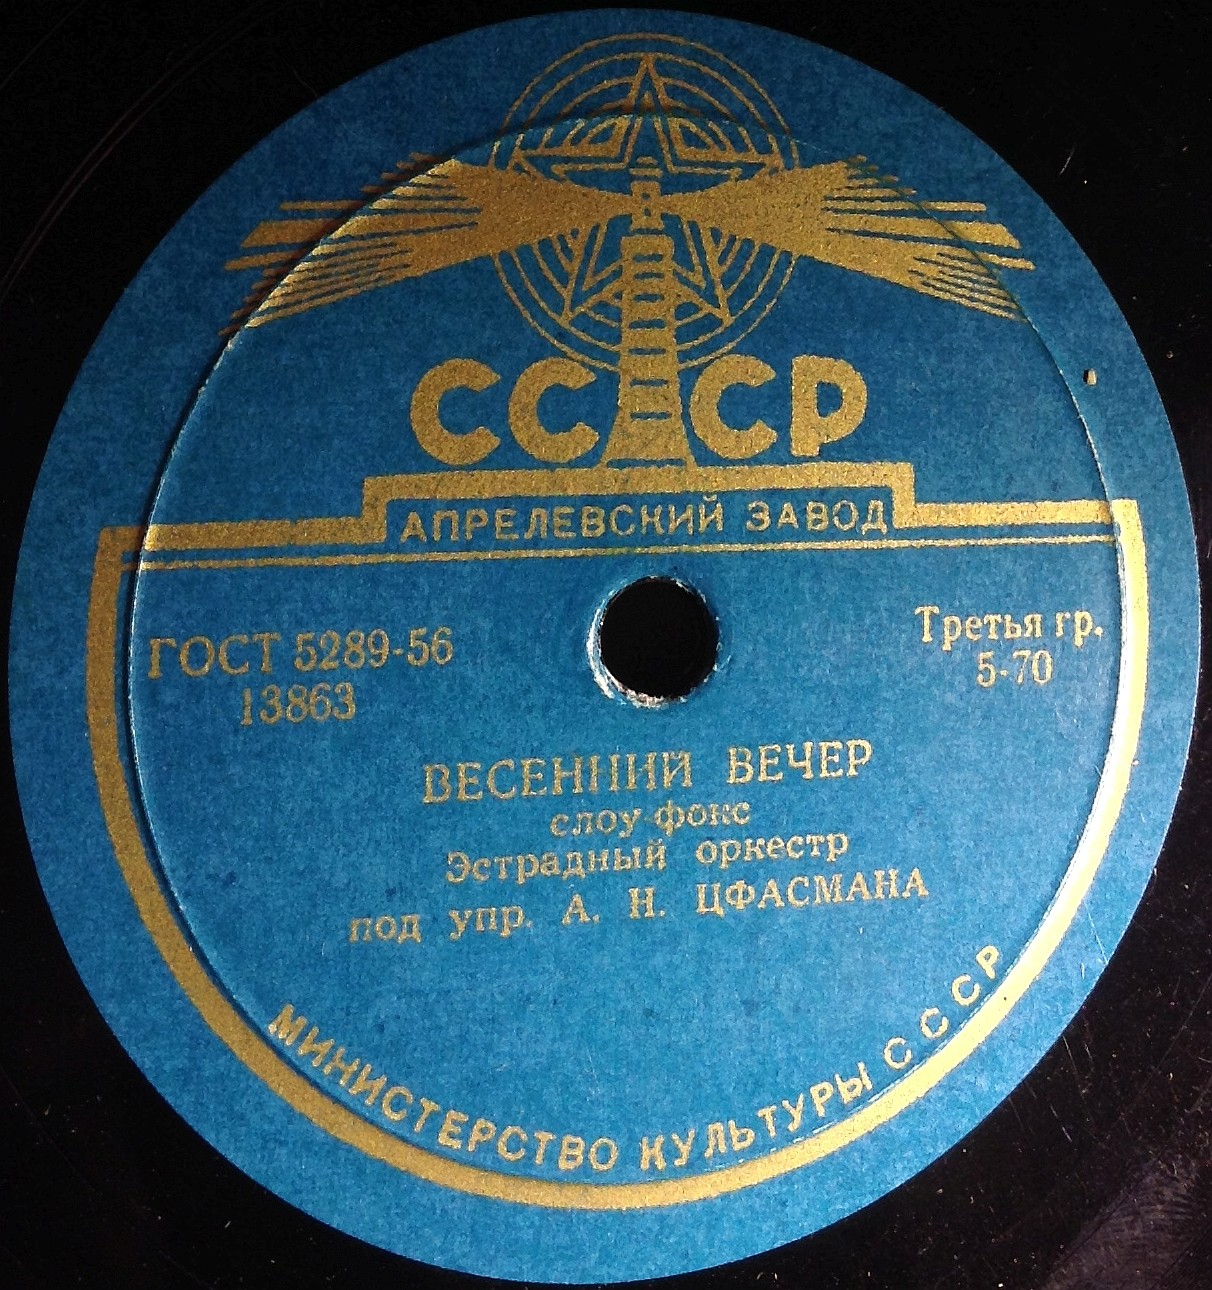 СССР
АПРЕЛЕВСКИЙ ЗАВОД
ГОСТ 5289-56
13863
Третья гр.
5-70
ВЕСЕННИЙ ВЕЧЕР
слоу-фокс
Эстрадный оркестр
под упр. А. Н. ЦФАСМАНА
МИНИСТЕРСТВО КУЛЬТУРЫ СССР